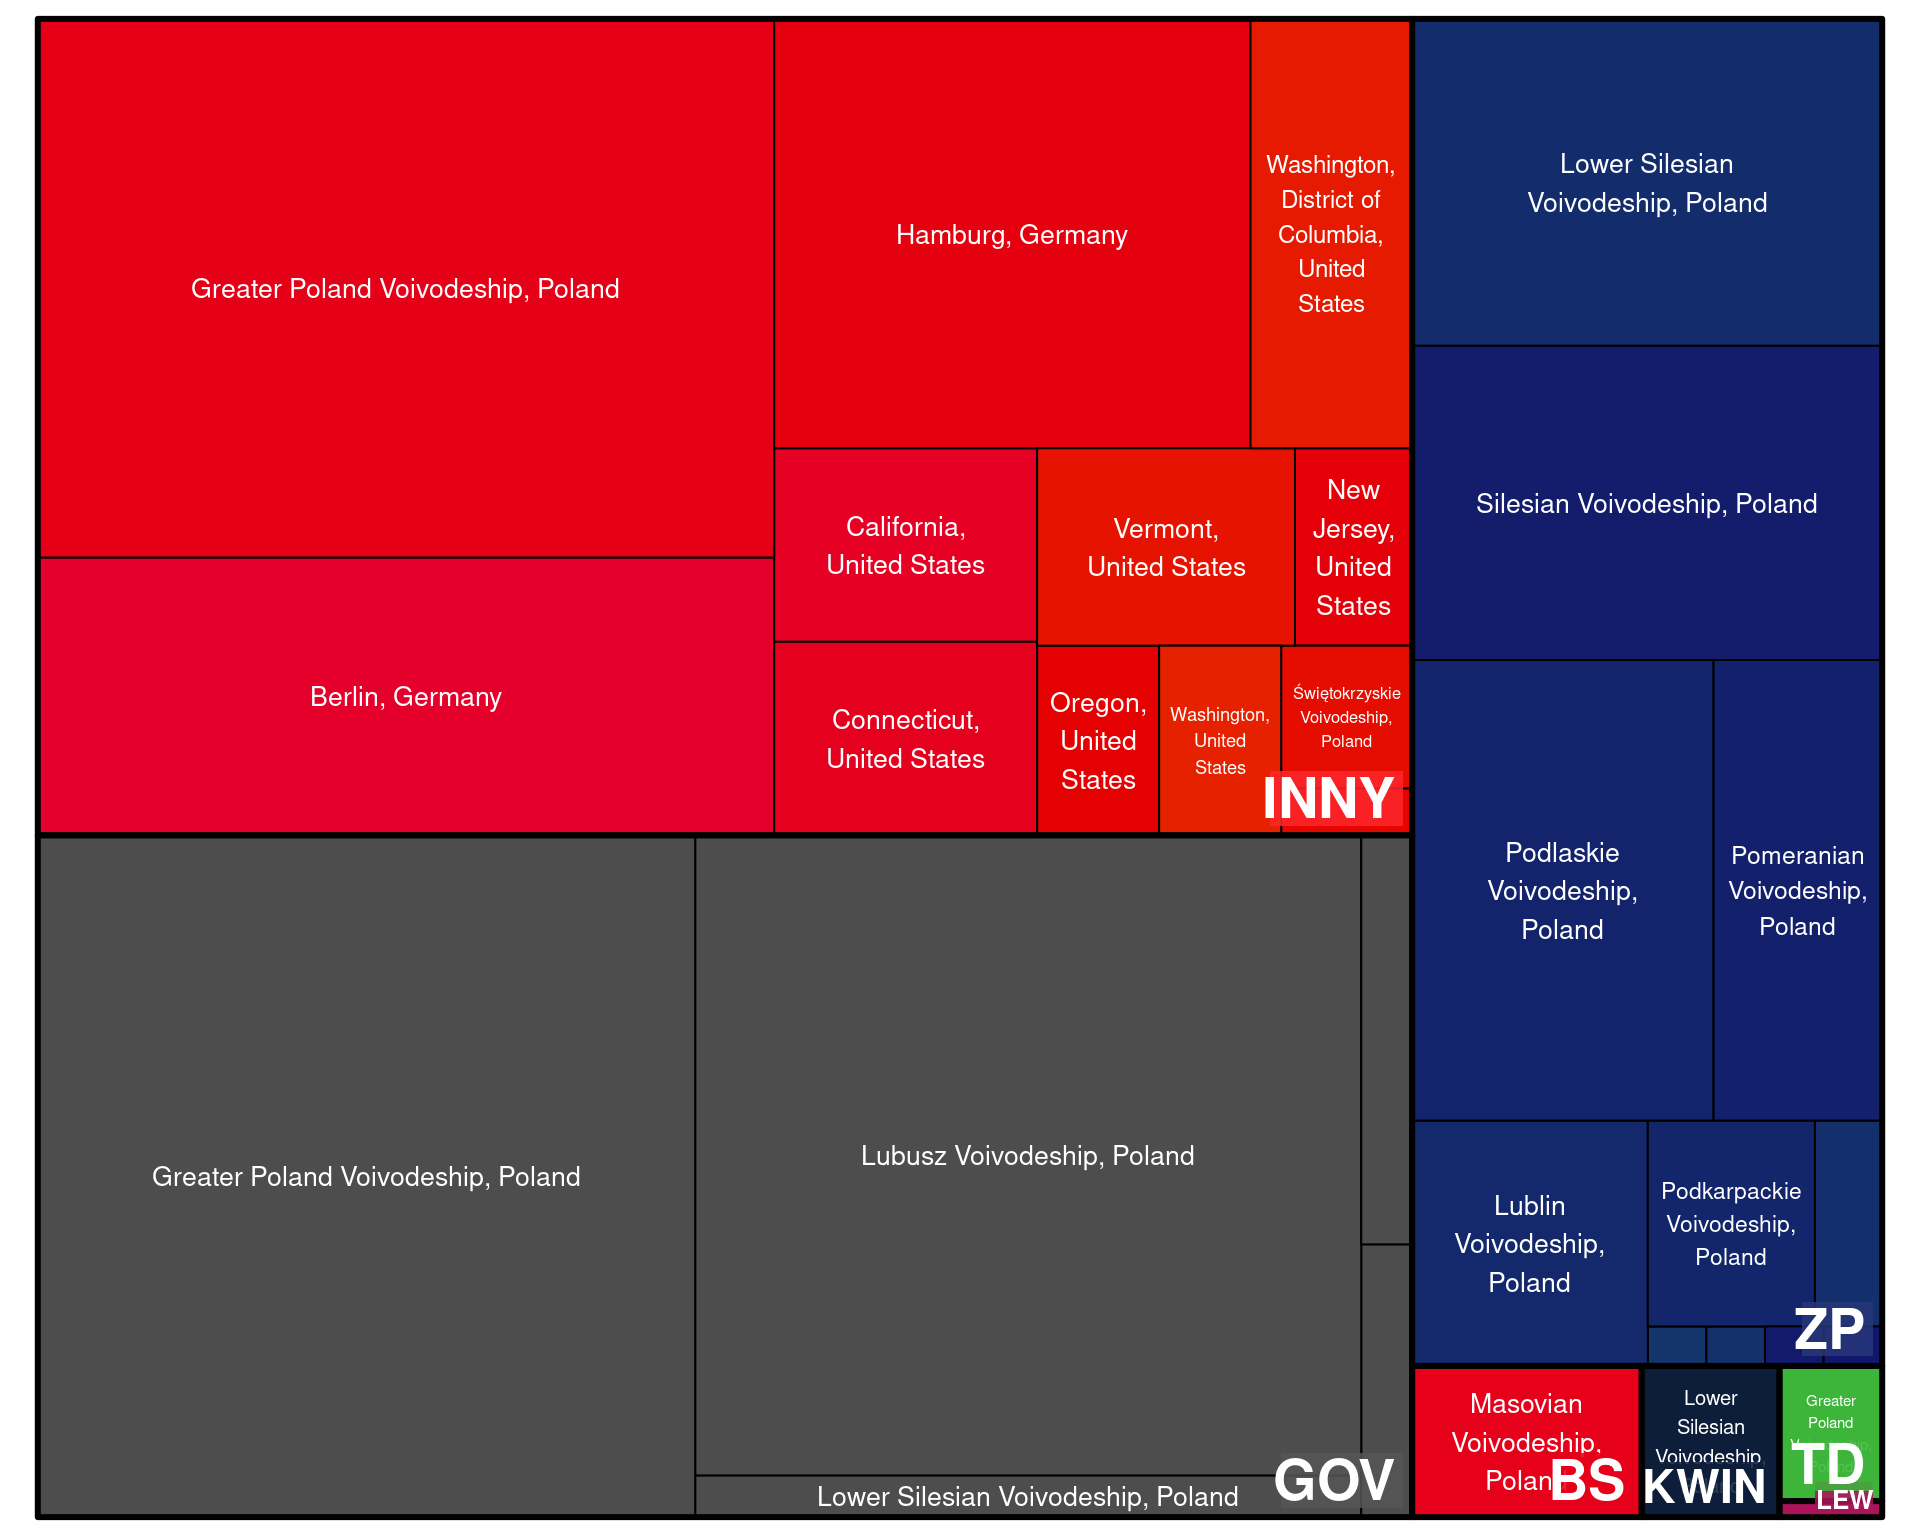 Greater Poland Voivodeship, Poland
Berlin, Germany
Hamburg, Germany
Washington,
District of
Columbia,
United
States
California,
United States
Connecticut,
United States
Vermont,
United States
New
Jersey,
United
States
Oregon,
United
States
Washington,
United
States
Świętokrzyskie
Voivodeship,
Poland
INNY
Greater Poland Voivodeship, Poland
Lubusz Voivodeship, Poland
Lower Silesian Voivodeship, Poland
GOV
Lower Silesian
Voivodeship, Poland
Silesian Voivodeship, Poland
Podlaskie
Voivodeship,
Poland
Pomeranian
Voivodeship,
Poland
Lublin
Voivodeship,
Poland
Podkarpackie
Voivodeship,
Poland
ZP
Masovian
Voivodeship,
Poland
BS
Lower
Silesian
Voivodeship,
KWIN
Greater
Poland
TD
LEW